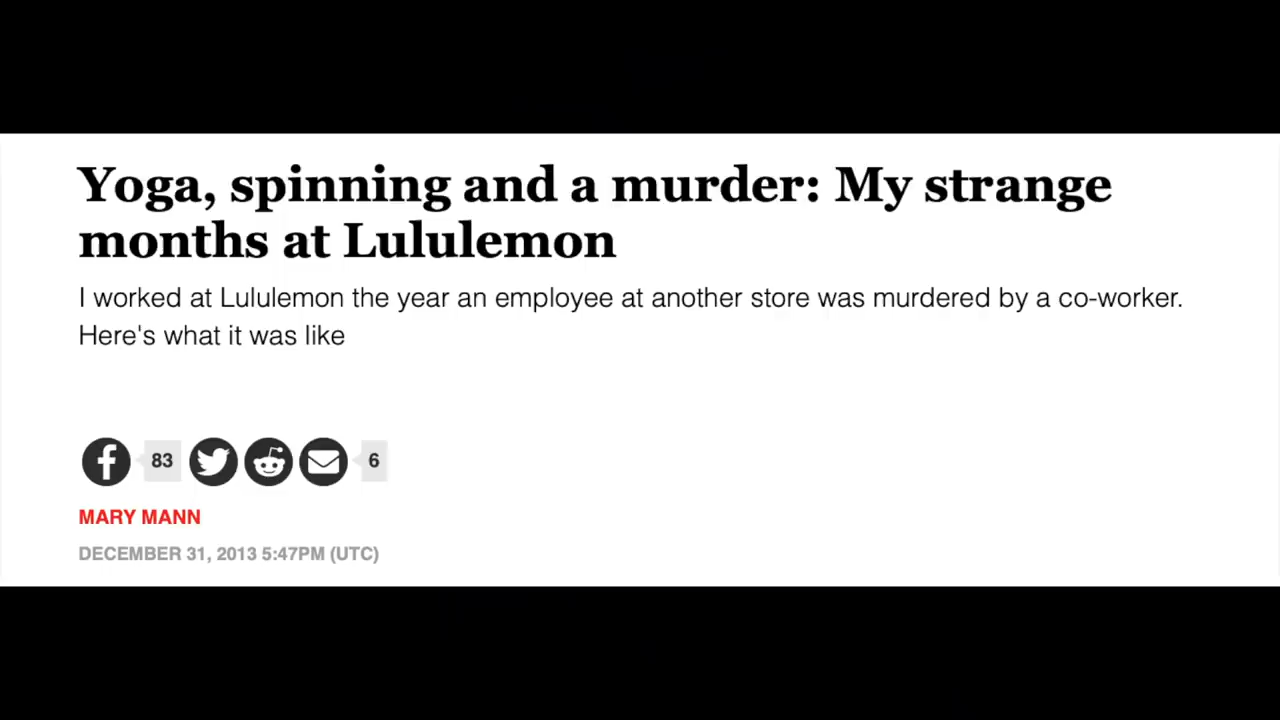 Yoga, spinning and a murder: My strange
months at Lululemon
I worked at Lululemon the year an employee at another store was murdered by a co-worker.
Here's what it was like
83 6
MARY MANN
DECEMBER 31, 2013 5:47PM (UTC)